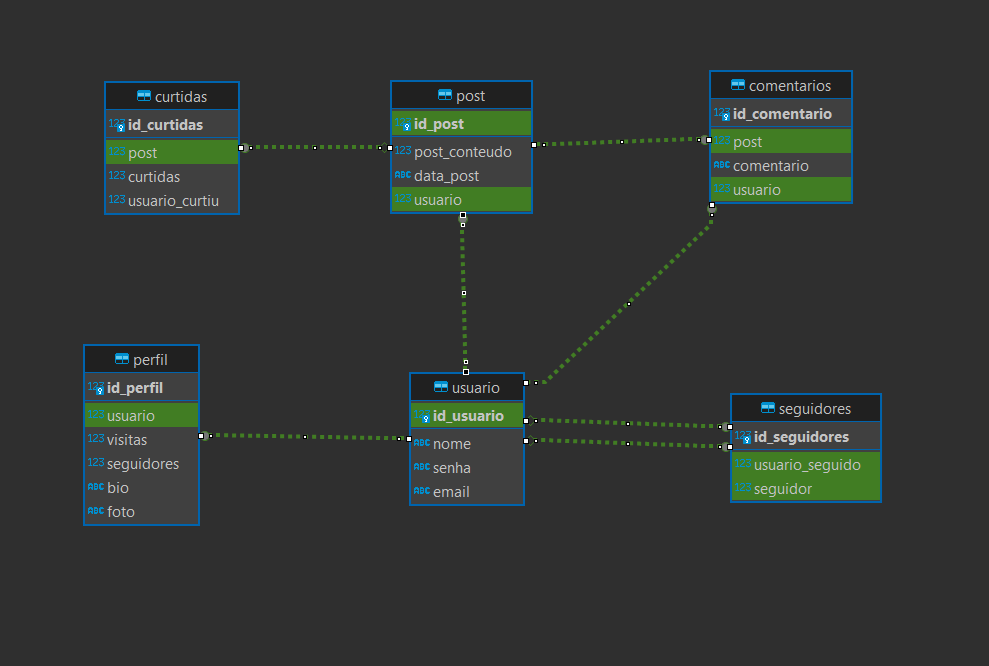 curtidas
123 id_curtidas
123 post
123 curtidas
123 usuario_curtiu
post
123 id_post
123 post_conteudo
ABC data_post
123 usuario
comentarios
123 id_comentario
123 post
ABC comentario
123 usuario
perfil
123 id_perfil
123 usuario
123 visitas
123 seguidores
ABC bio
ABC foto
usuario
123 id_usuario
ABC nome
ABC senha
ABC email
seguidores
123 id_seguidores
123 usuario_seguido
123 seguidor